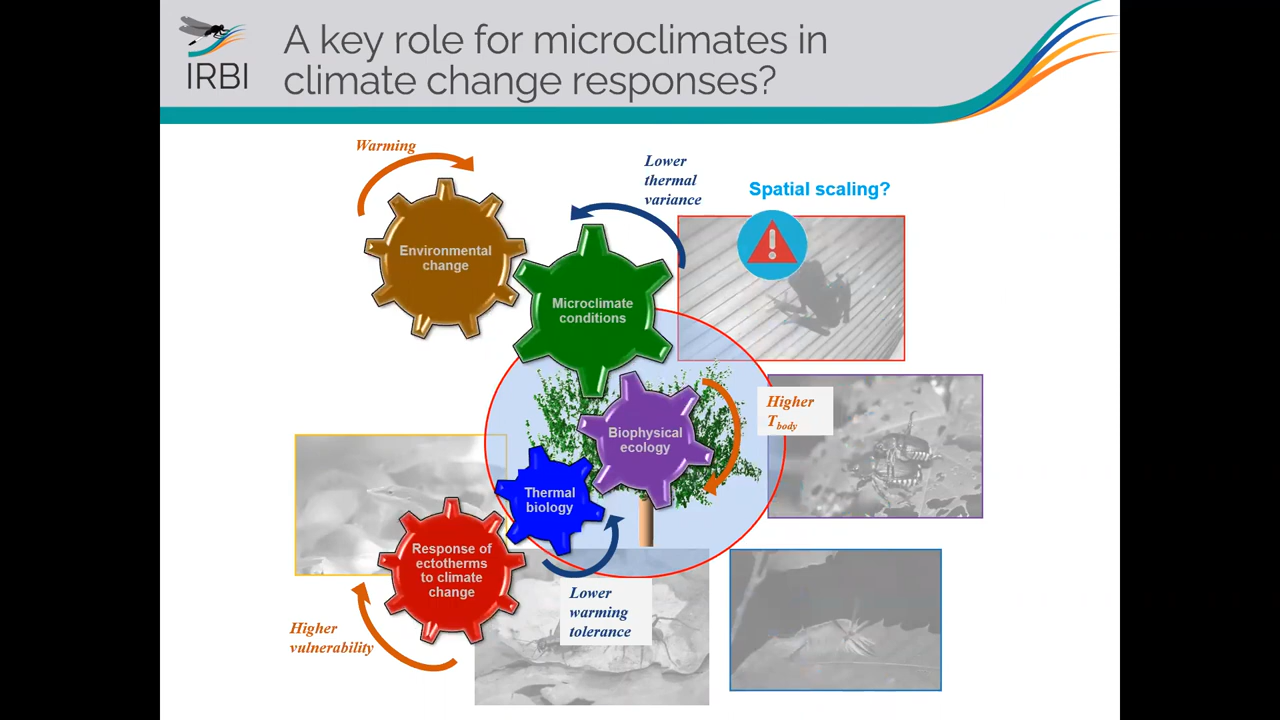 IRBI
A key role for microclimates in
climate change responses?
Warming
Lower
thermal
variance
Spatial scaling?
Environmental
change
Microclimate
conditions
Higher
Tbody
Biophysical
ecology
Thermal
biology
Response of
ectotherms
to climate
change
Lower
warming
tolerance
Higher
vulnerability